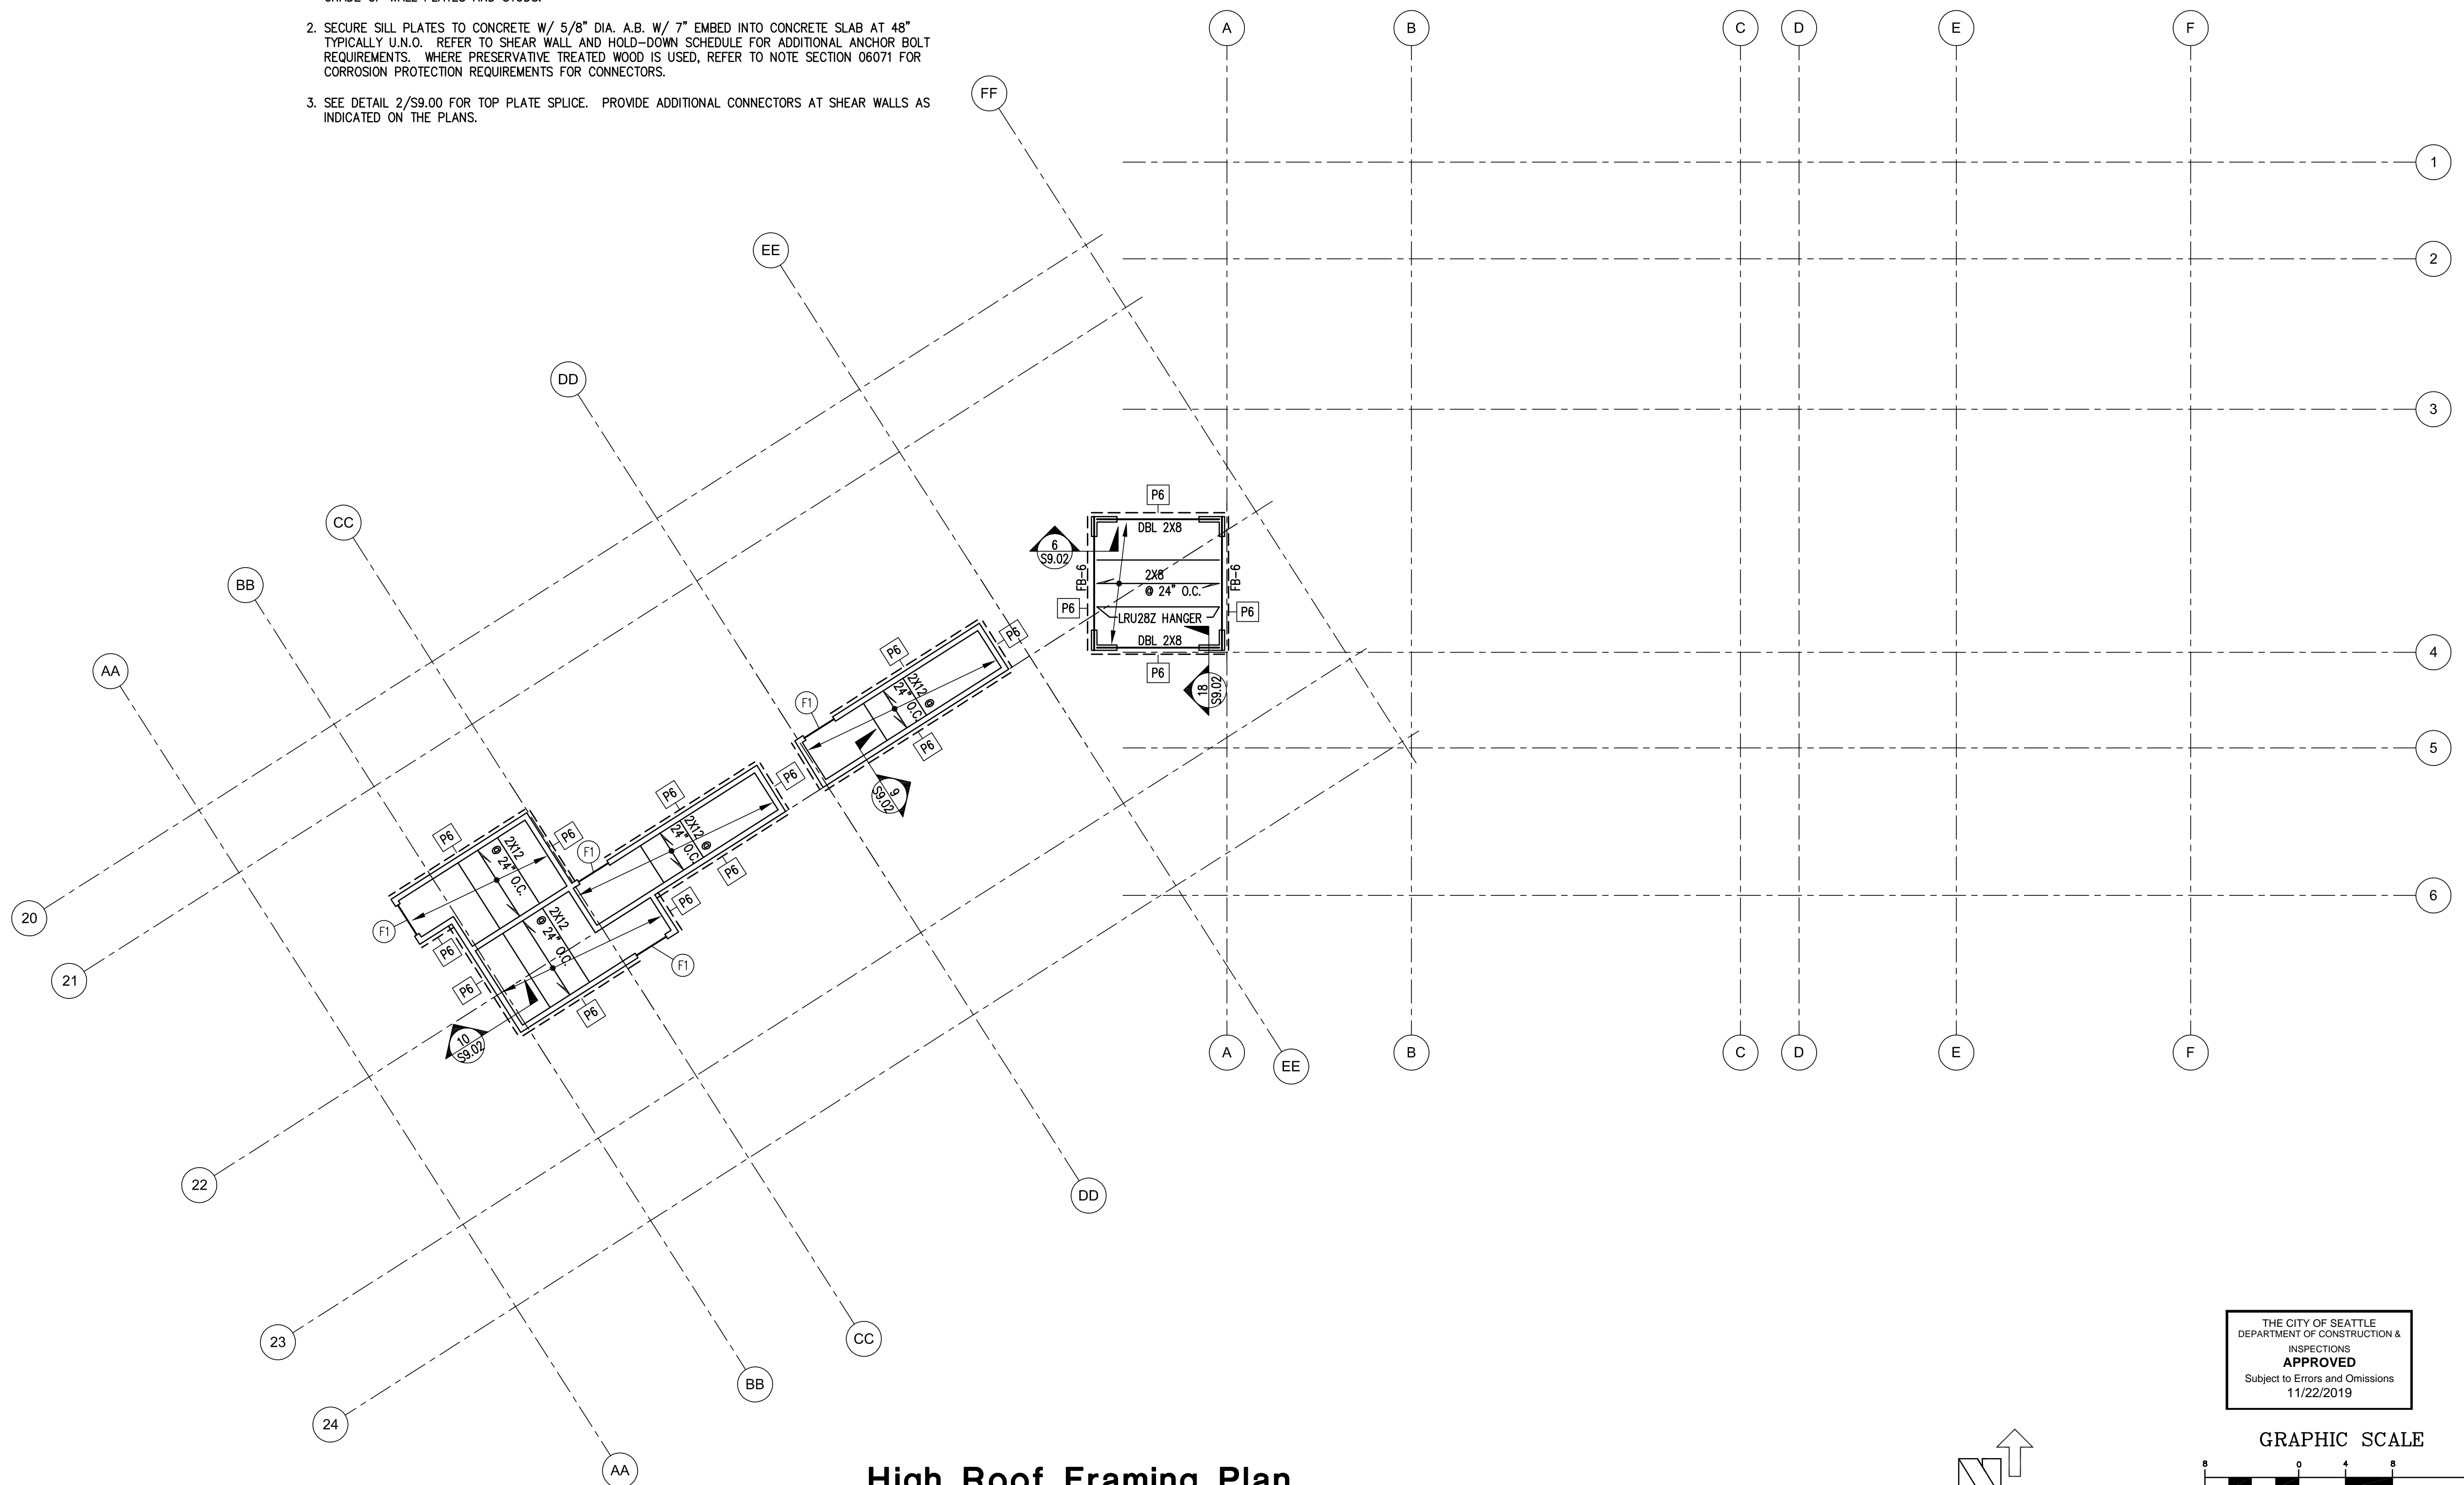 2. SECURE SILL PLATES TO CONCRETE W/ 5/8" DIA. A.B. W/ 7" EMBED INTO CONCRETE SLAB AT 48"
TYPICALLY U.N.O. REFER TO SHEAR WALL AND HOLD-DOWN SCHEDULE FOR ADDITIONAL ANCHOR BOLT
REQUIREMENTS. WHERE PRESERVATIVE TREATED WOOD IS USED, REFER TO NOTE SECTION 06071 FOR
CORROSION PROTECTION REQUIREMENTS FOR CONNECTORS.
3. SEE DETAIL 2/S9.00 FOR TOP PLATE SPLICE. PROVIDE ADDITIONAL CONNECTORS AT SHEAR WALLS AS
INDICATED ON THE PLANS.
A
B
C
D
E
F
FF
1
EE
2
DD
3
P6
CC
DBL 2X8
6
S9.02
BB
FB-6
2X8
@ 24" O.C.
FB-6
P6
P6
LRU28Z HANGER
DBL 2X8
P6
P6
4
AA
P6
18
S9.02
2X12 @
24" O.C.
F1
P6
5
P6
P6
9
S9.02
2X12 @
24" O.C.
P6
P6
F1
2X12
@ 24" O.C.
P6
P6
6
20
F1
2X12
@ 24" O.C.
P6
F1
21
P6
P6
10
S9.02
A
B
C
D
E
F
EE
22
DD
23
CC
BB
24
AA
THE CITY OF SEATTLE
DEPARTMENT OF CONSTRUCTION &
INSPECTIONS
APPROVED
Subject to Errors and Omissions
11/22/2019
GRAPHIC SCALE
8 0 4 8
High Roof Framing Plan
N